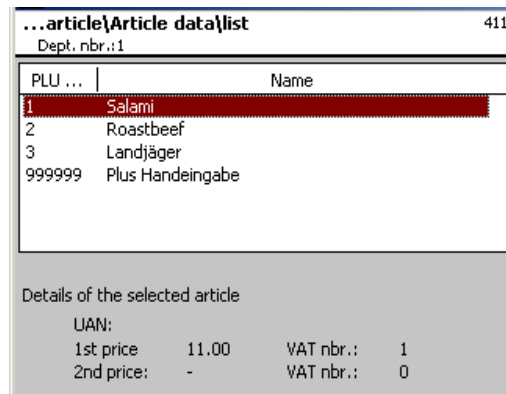 ...article\Article data\list 411
Dept. nbr.:1
PLU ... Name
1 Salami
2 Roastbeef
3 Landjäger
999999 Plus Handeingabe
Details of the selected article
UAN:
1st price 11.00 VAT nbr.: 1
2nd price: - VAT nbr.: 0